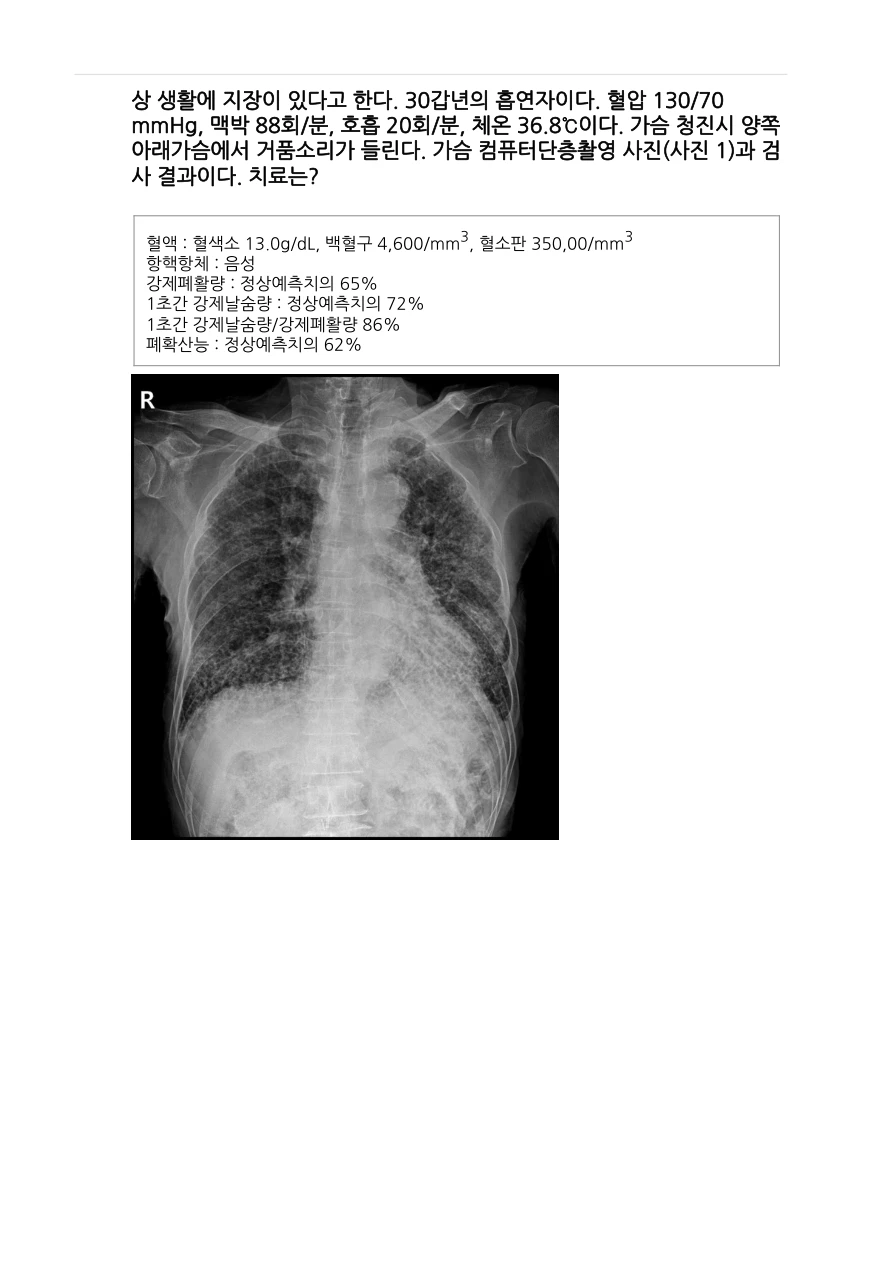 상 생활에 지장이 있다고 한다. 30갑년의 흡연자이다. 혈압 130/70
mmHg, 맥박 88회/분, 호흡 20회/분, 체온 36.8℃이다. 가슴 청진시 양쪽
아래가슴에서 거품소리가 들린다. 가슴 컴퓨터단층촬영 사진(사진 1)과 검
사 결과이다. 치료는?
혈액 : 혈색소 13.0g/dL, 백혈구 4,600/mm³, 혈소판 350,00/mm³
항핵항체 : 음성
강제폐활량 : 정상예측치의 65%
1초간 강제날숨량 : 정상예측치의 72%
1초간 강제날숨량/강제폐활량 86%
폐확산능 : 정상예측치의 62%
R